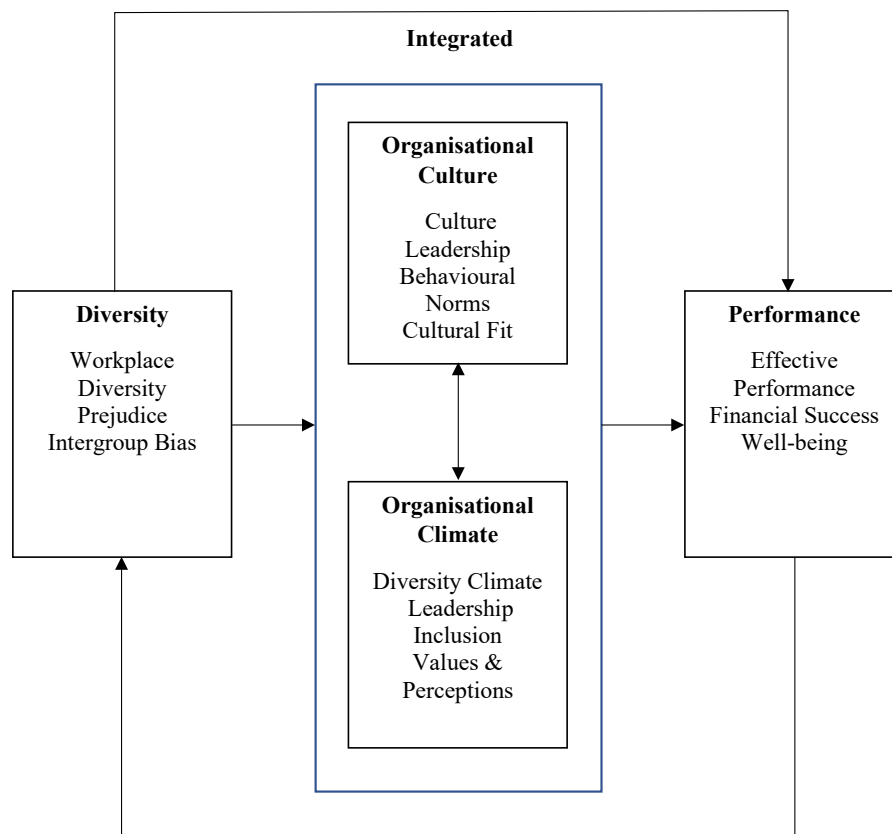 Integrated
Organisational
Culture
Culture
Leadership
Behavioural
Norms
Cultural Fit
Diversity
Workplace
Diversity
Prejudice
Intergroup Bias
Performance
Effective
Performance
Financial Success
Well-being
Organisational
Climate
Diversity Climate
Leadership
Inclusion
Values &
Perceptions